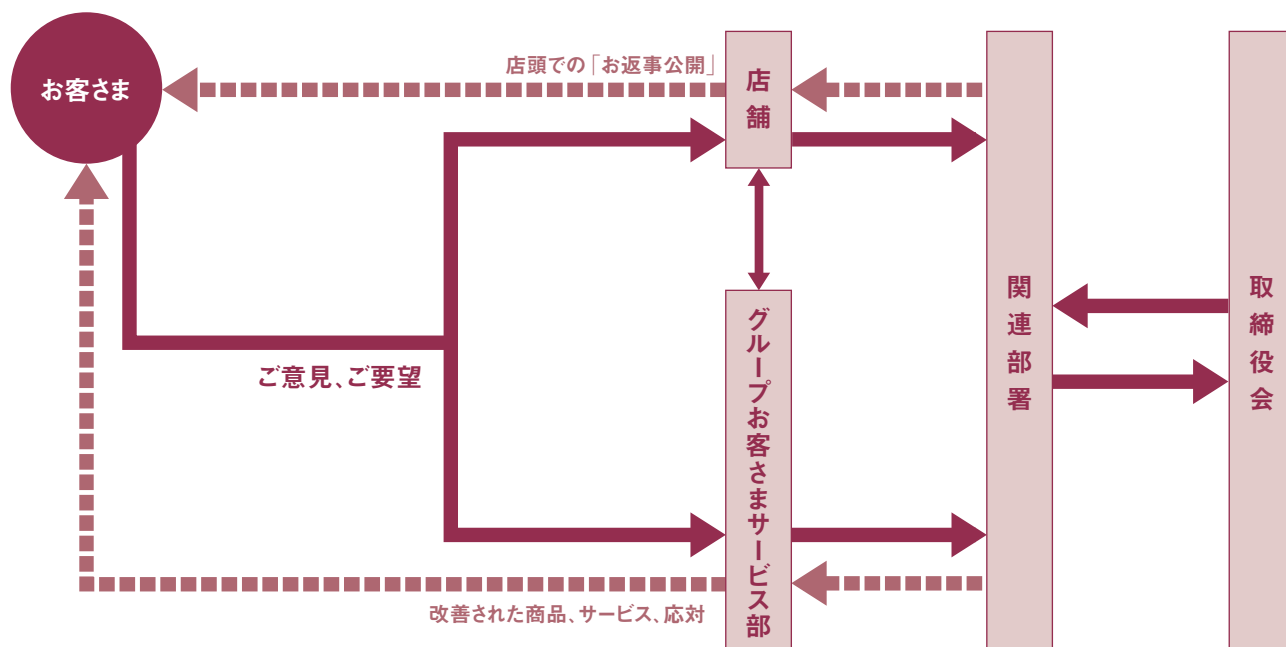 お客さま
店頭での「お返事公開」
店舗
ご意見、ご要望
グループお客さまサービス部
改善された商品、サービス、応対
関連部署
取締役会